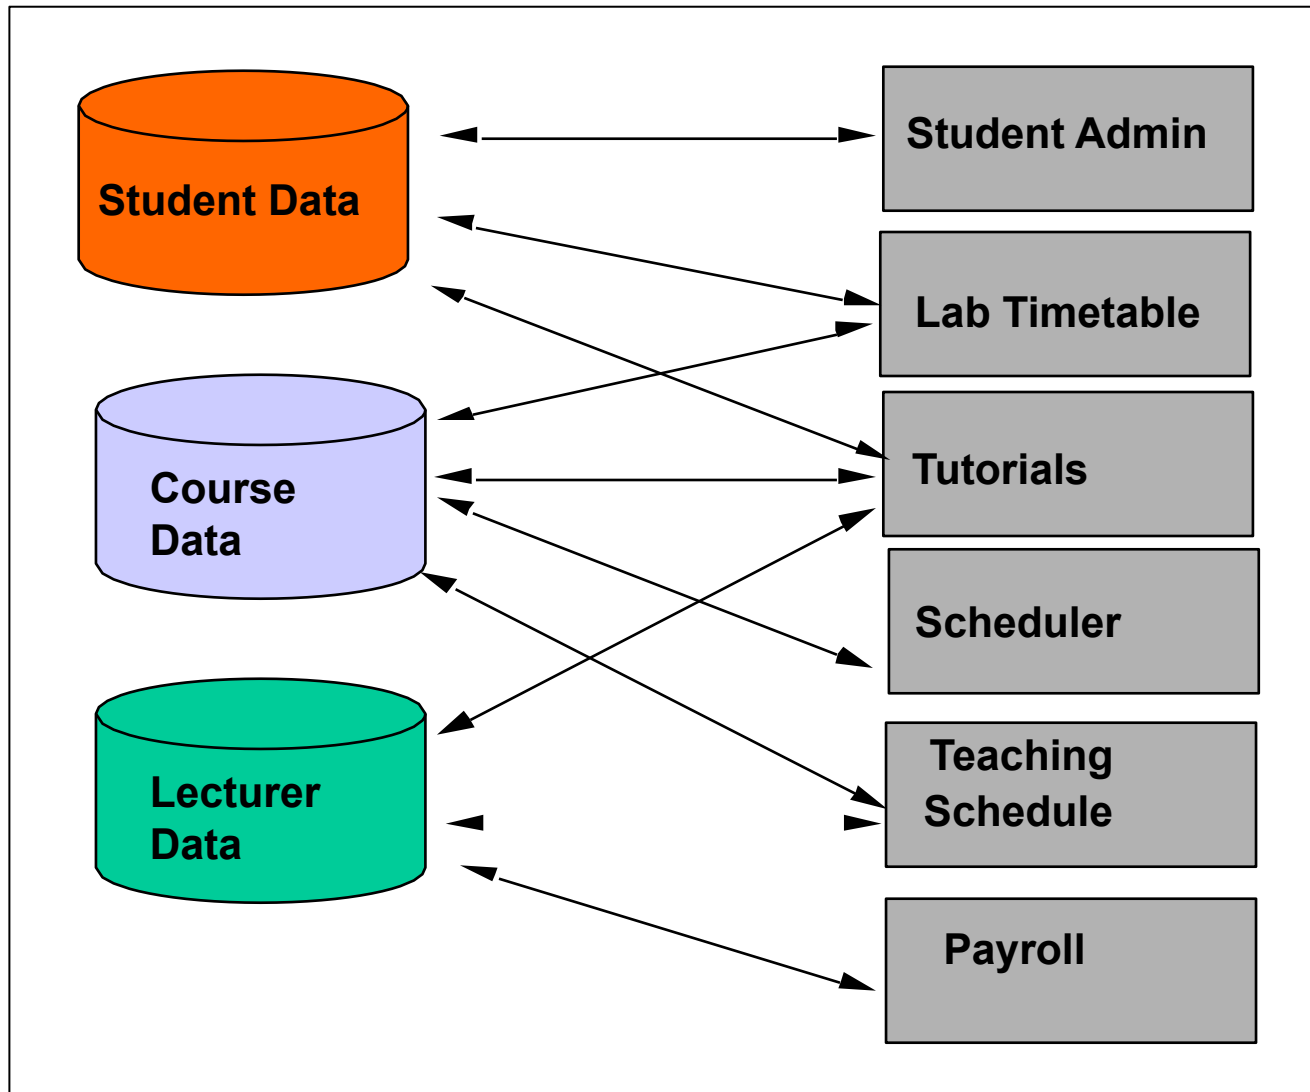 Student Data
Student Admin
Lab Timetable
Course
Data
Tutorials
Scheduler
Lecturer
Data
Teaching
Schedule
Payroll